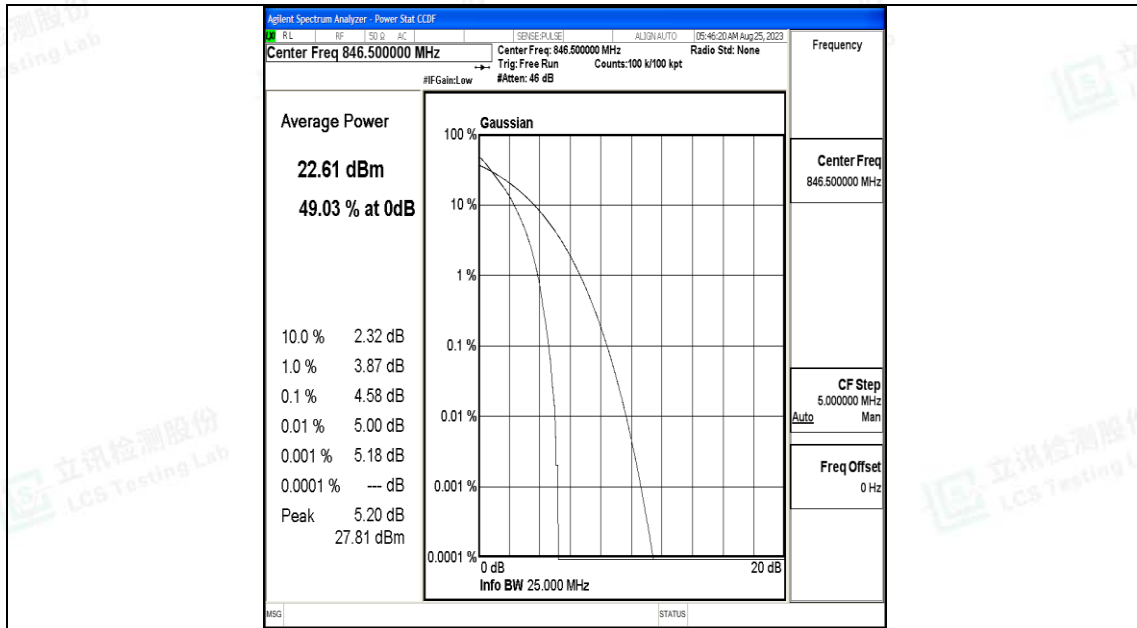 Agilent Spectrum Analyzer - Power Stat CCDF
LXI RL RF 50 Ω AC SENSE:PULSE ALIGN AUTO 05:46:20 AM Aug 25, 2023
Center Freq 846.500000 MHz
Center Freq: 846.500000 MHz Radio Std: None
Trig: Free Run Counts:100 k/100 kpt
#IFGain:Low #Atten: 46 dB
Frequency
Average Power
22.61 dBm
49.03 % at 0dB
10.0 % 2.32 dB
1.0 % 3.87 dB
0.1 % 4.58 dB
0.01 % 5.00 dB
0.001 % 5.18 dB
0.0001 % --- dB
Peak 5.20 dB
27.81 dBm
Gaussian
100 %
10 %
1 %
0.1 %
0.01 %
0.001 %
0.0001 %
0 dB 20 dB
Info BW 25.000 MHz
Center Freq
846.500000 MHz
CF Step
5.000000 MHz
Auto Man
Freq Offset
0 Hz
MSG STATUS
立讯检测股份
LCS Testing Lab
立讯检测股份
LCS Testing L